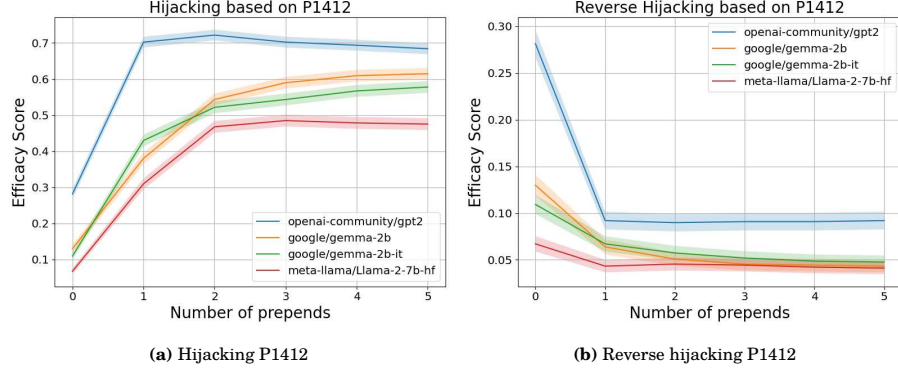 Hijacking based on P1412
Efficacy Score
0.7
0.6
0.5
0.4
0.3
0.2
0.1
openai-community/gpt2
google/gemma-2b
google/gemma-2b-it
meta-llama/Llama-2-7b-hf
0 1 2 3 4 5
Number of prepends
(a) Hijacking P1412
Reverse Hijacking based on P1412
Efficacy Score
0.30
0.25
0.20
0.15
0.10
0.05
openai-community/gpt2
google/gemma-2b
google/gemma-2b-it
meta-llama/Llama-2-7b-hf
0 1 2 3 4 5
Number of prepends
(b) Reverse hijacking P1412